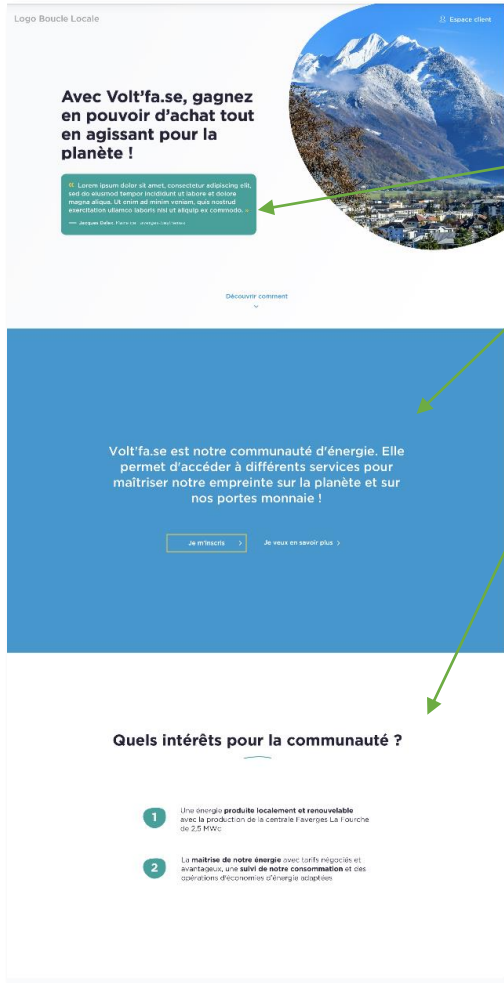 Logo Boucle Locale
Espace client
Avec Volt'fa.se, gagnez
en pouvoir d'achat tout
en agissant pour la
planète !
“ Lorem ipsum dolor sit amet, consectetur adipiscing elit,
sed do eiusmod tempor incididunt ut labore et dolore
magna aliqua. Ut enim ad minim veniam, quis nostrud
exercitation ullamco laboris nisi ut aliquip ex commodo. ”
— Jacques Dalex,
Découvrir comment
Volt'fa.se est notre communauté d'énergie. Elle
permet d'accéder à différents services pour
maîtriser notre empreinte sur la planète et sur
nos portes monnaie !
Je m'inscris >
Je veux en savoir plus >
Quels intérêts pour la communauté ?
1
Une énergie produite localement et renouvelable
avec la production de la centrale Faverges La Fourche
de 2,5 MWc
2
La maitrise de notre énergie avec tarifs négociés et
avantageux, une suivi de notre consommation et des
opérations d'économies d'énergie adaptées